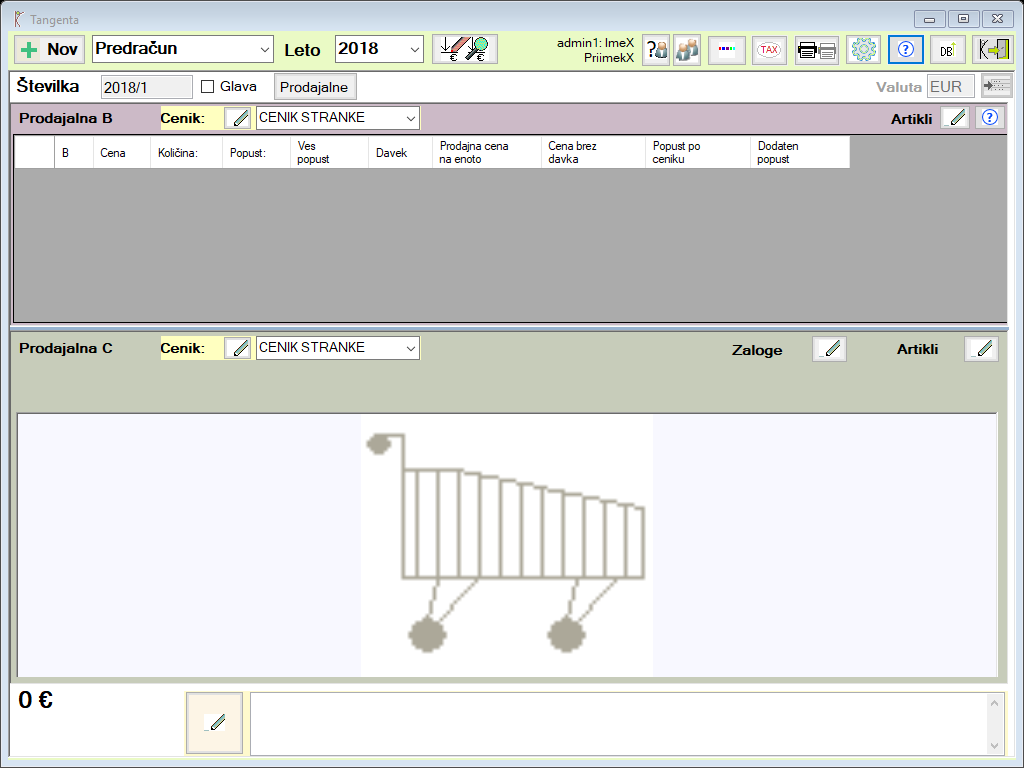 Tangenta
Nov Predračun Leto 2018 admin1: ImeX
PriimekX
TAX DB
Številka 2018/1 Glava Prodajalne Valuta EUR
Prodajalna B Cenik: CENIK STRANKE Artikli
B Cena Količina: Popust: Ves popust Davek Prodajna cena na enoto Cena brez davka Popust po ceniku Dodaten popust
Prodajalna C Cenik: CENIK STRANKE Zaloge Artikli
0 €